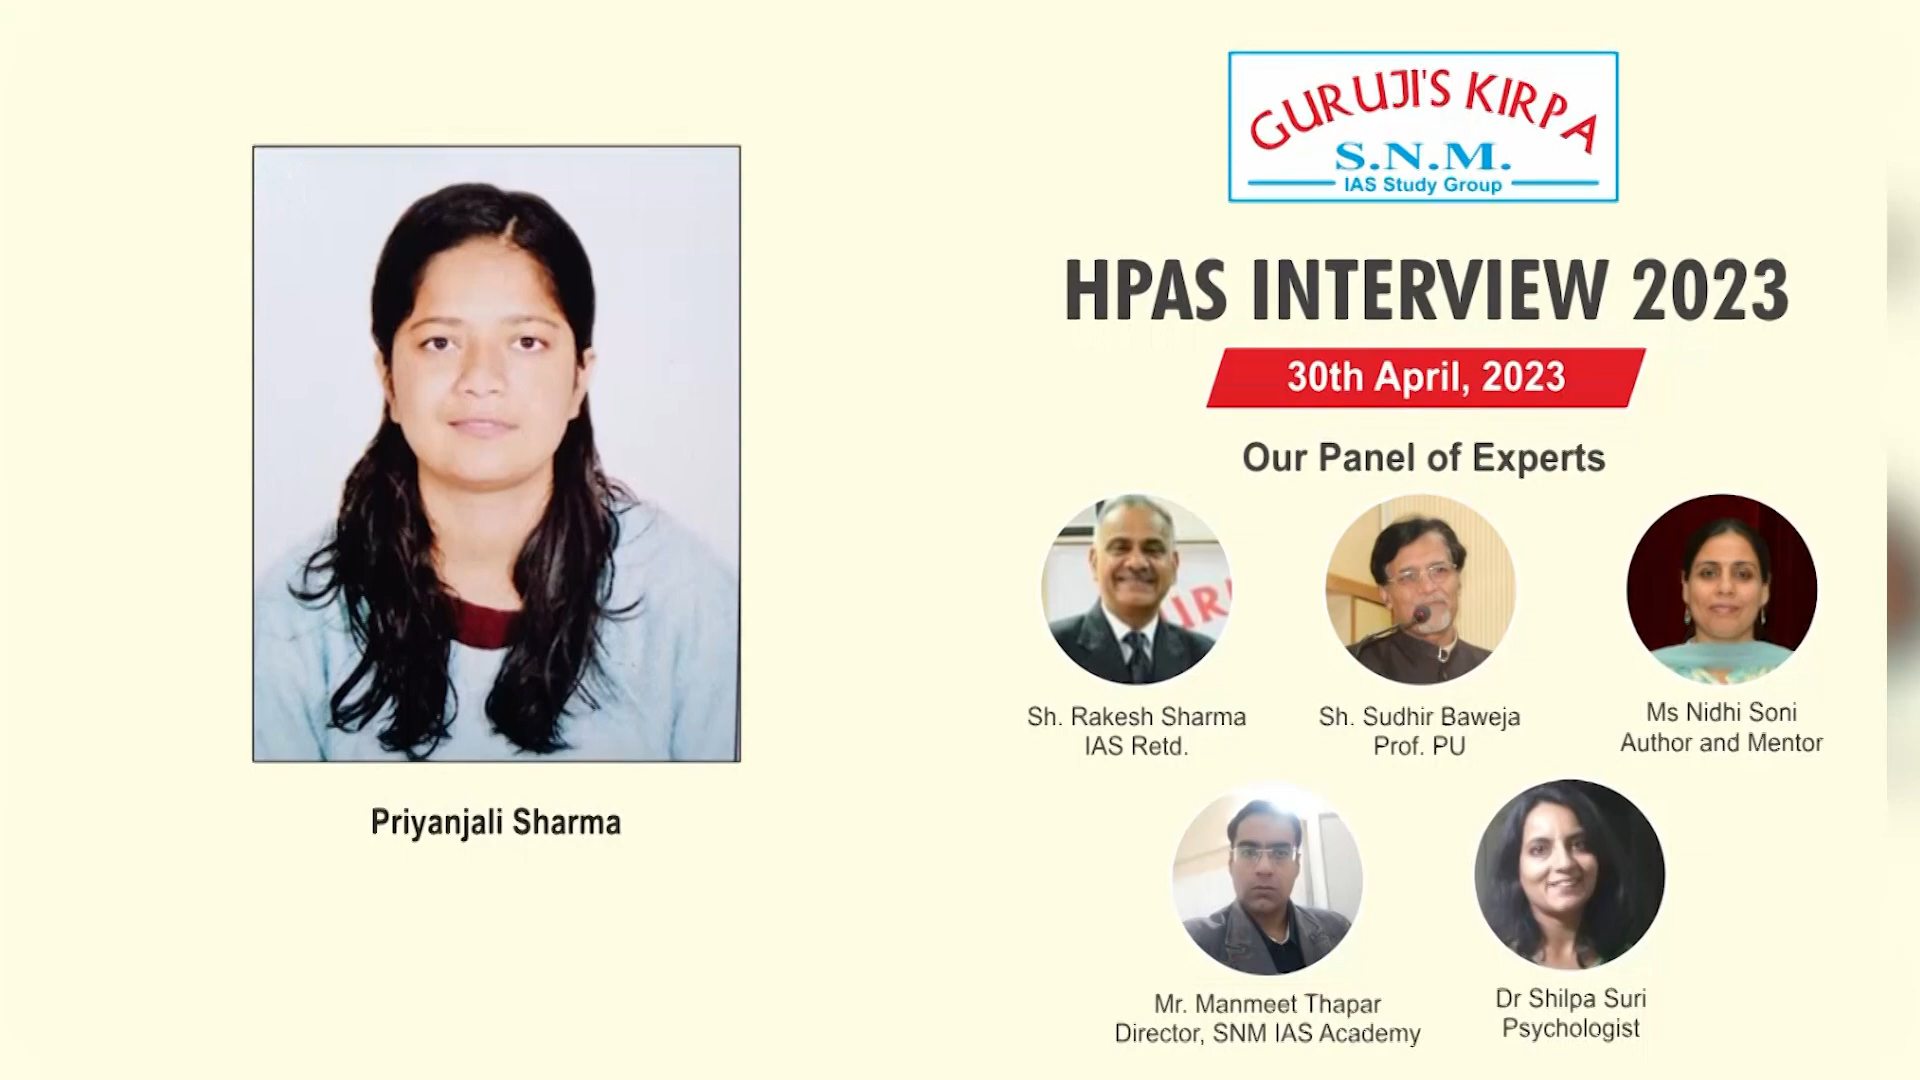 GURUJI'S KIRPA
S.N.M.
IAS Study Group
HPAS INTERVIEW 2023
30th April, 2023
Our Panel of Experts
IR
Sh. Rakesh Sharma
IAS Retd.
Sh. Sudhir Baweja
Prof. PU
Ms Nidhi Soni
Author and Mentor
Priyanjali Sharma
Mr. Manmeet Thapar
Director, SNM IAS Academy
Dr Shilpa Suri
Psychologist